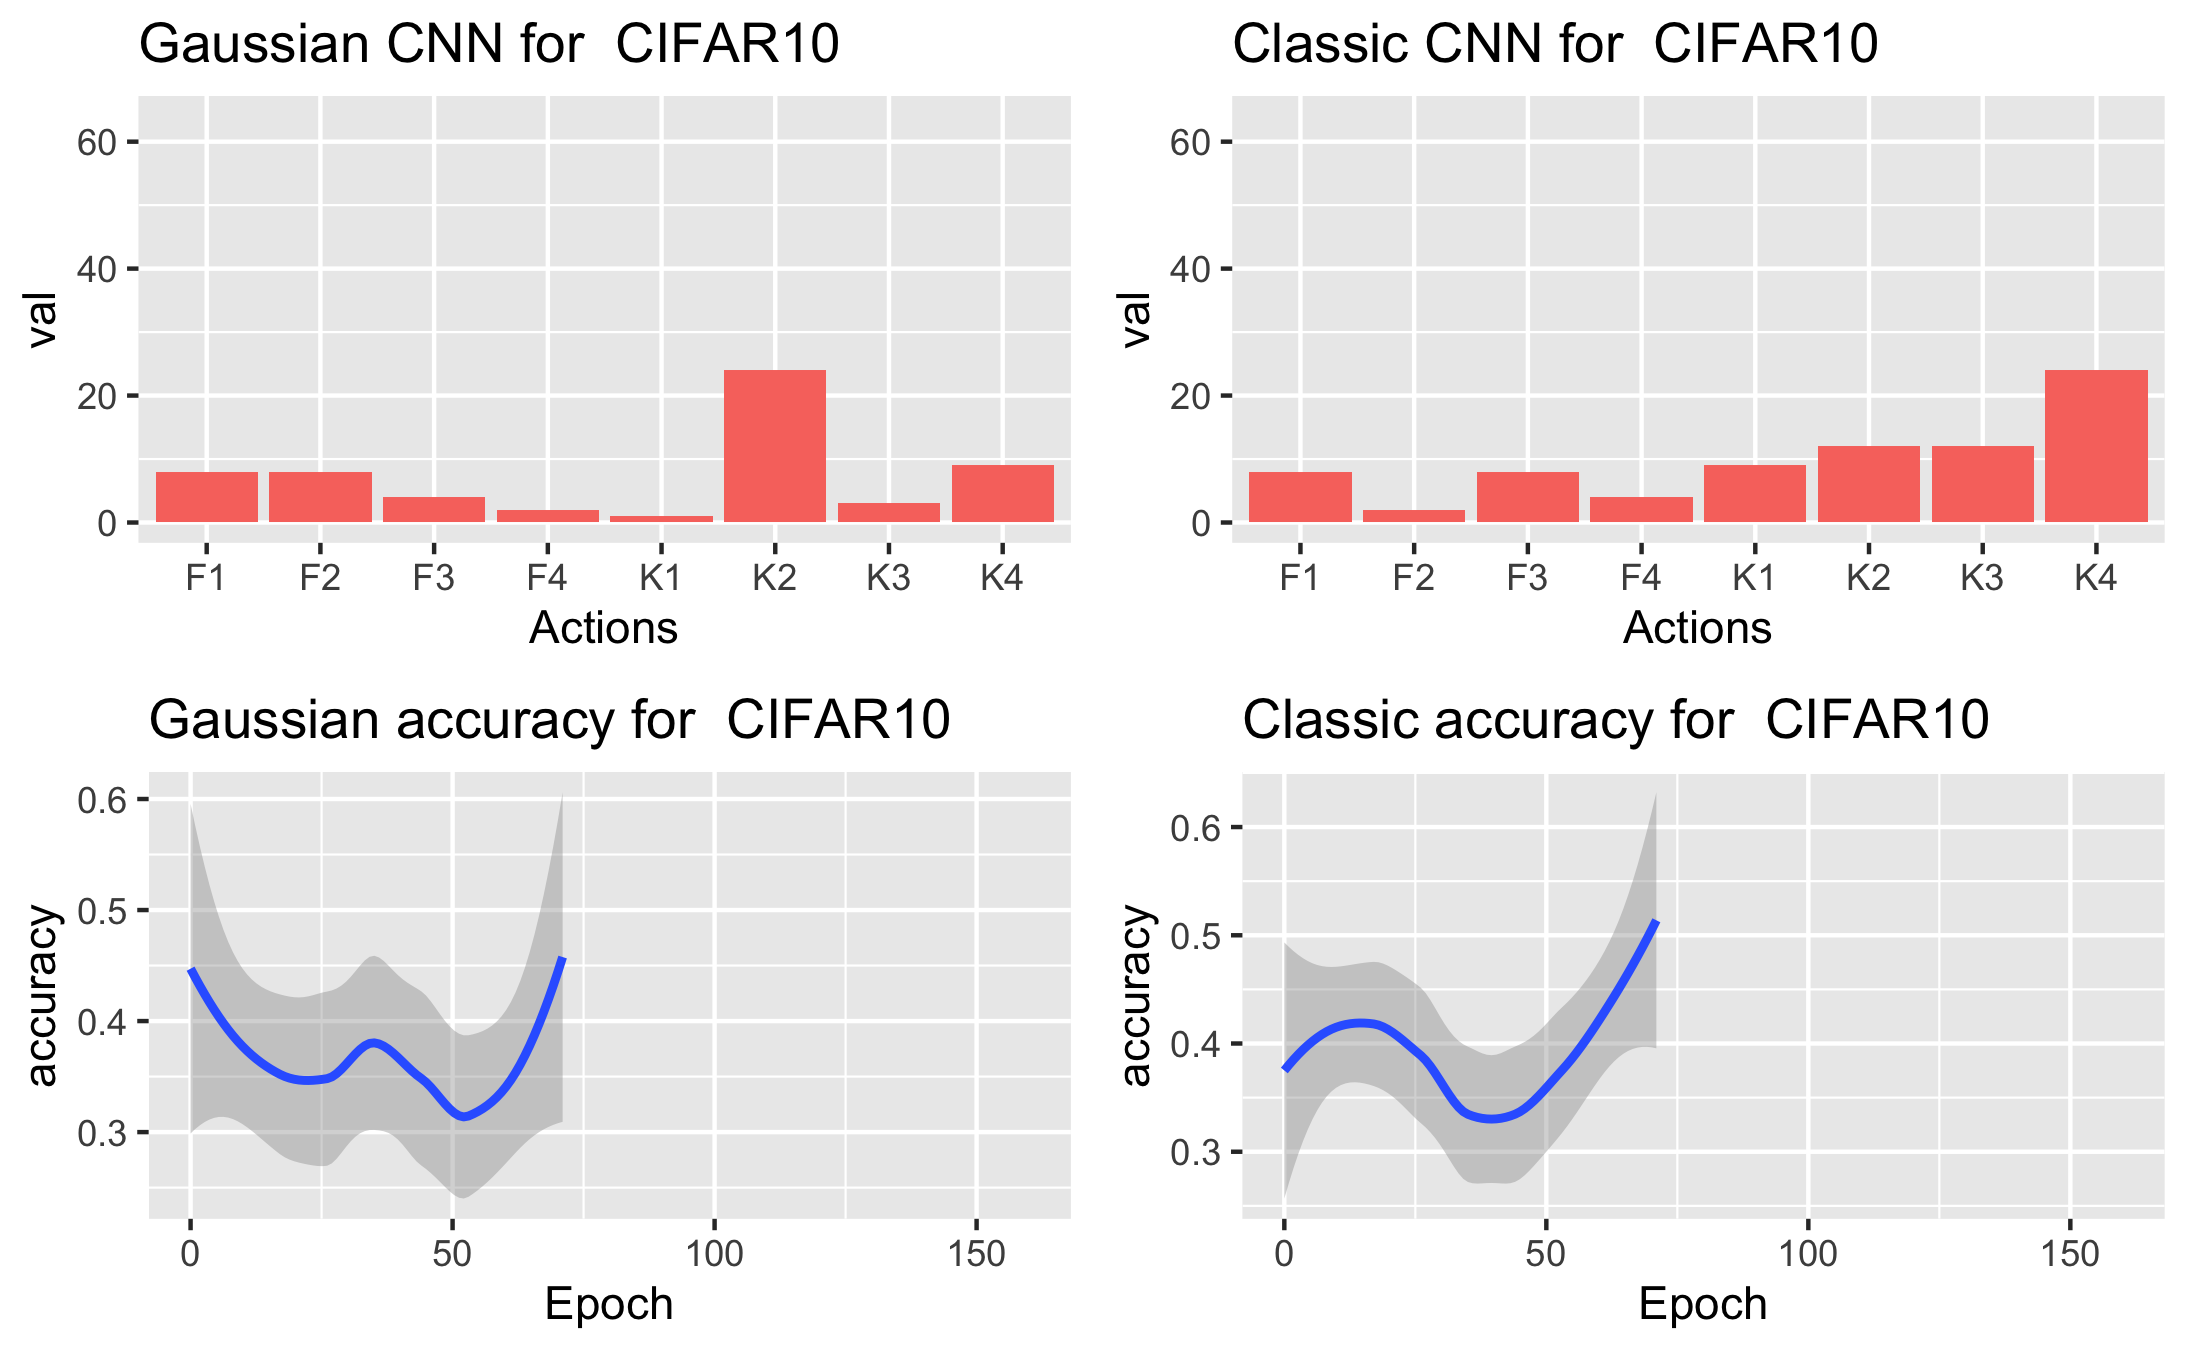 Gaussian CNN for  CIFAR10
60
40
20
0
val
F1 F2 F3 F4 K1 K2 K3 K4
Actions
Classic CNN for  CIFAR10
60
40
20
0
val
F1 F2 F3 F4 K1 K2 K3 K4
Actions
Gaussian accuracy for  CIFAR10
0.6
0.5
0.4
0.3
accuracy
0 50 100 150
Epoch
Classic accuracy for  CIFAR10
0.6
0.5
0.4
0.3
accuracy
0 50 100 150
Epoch